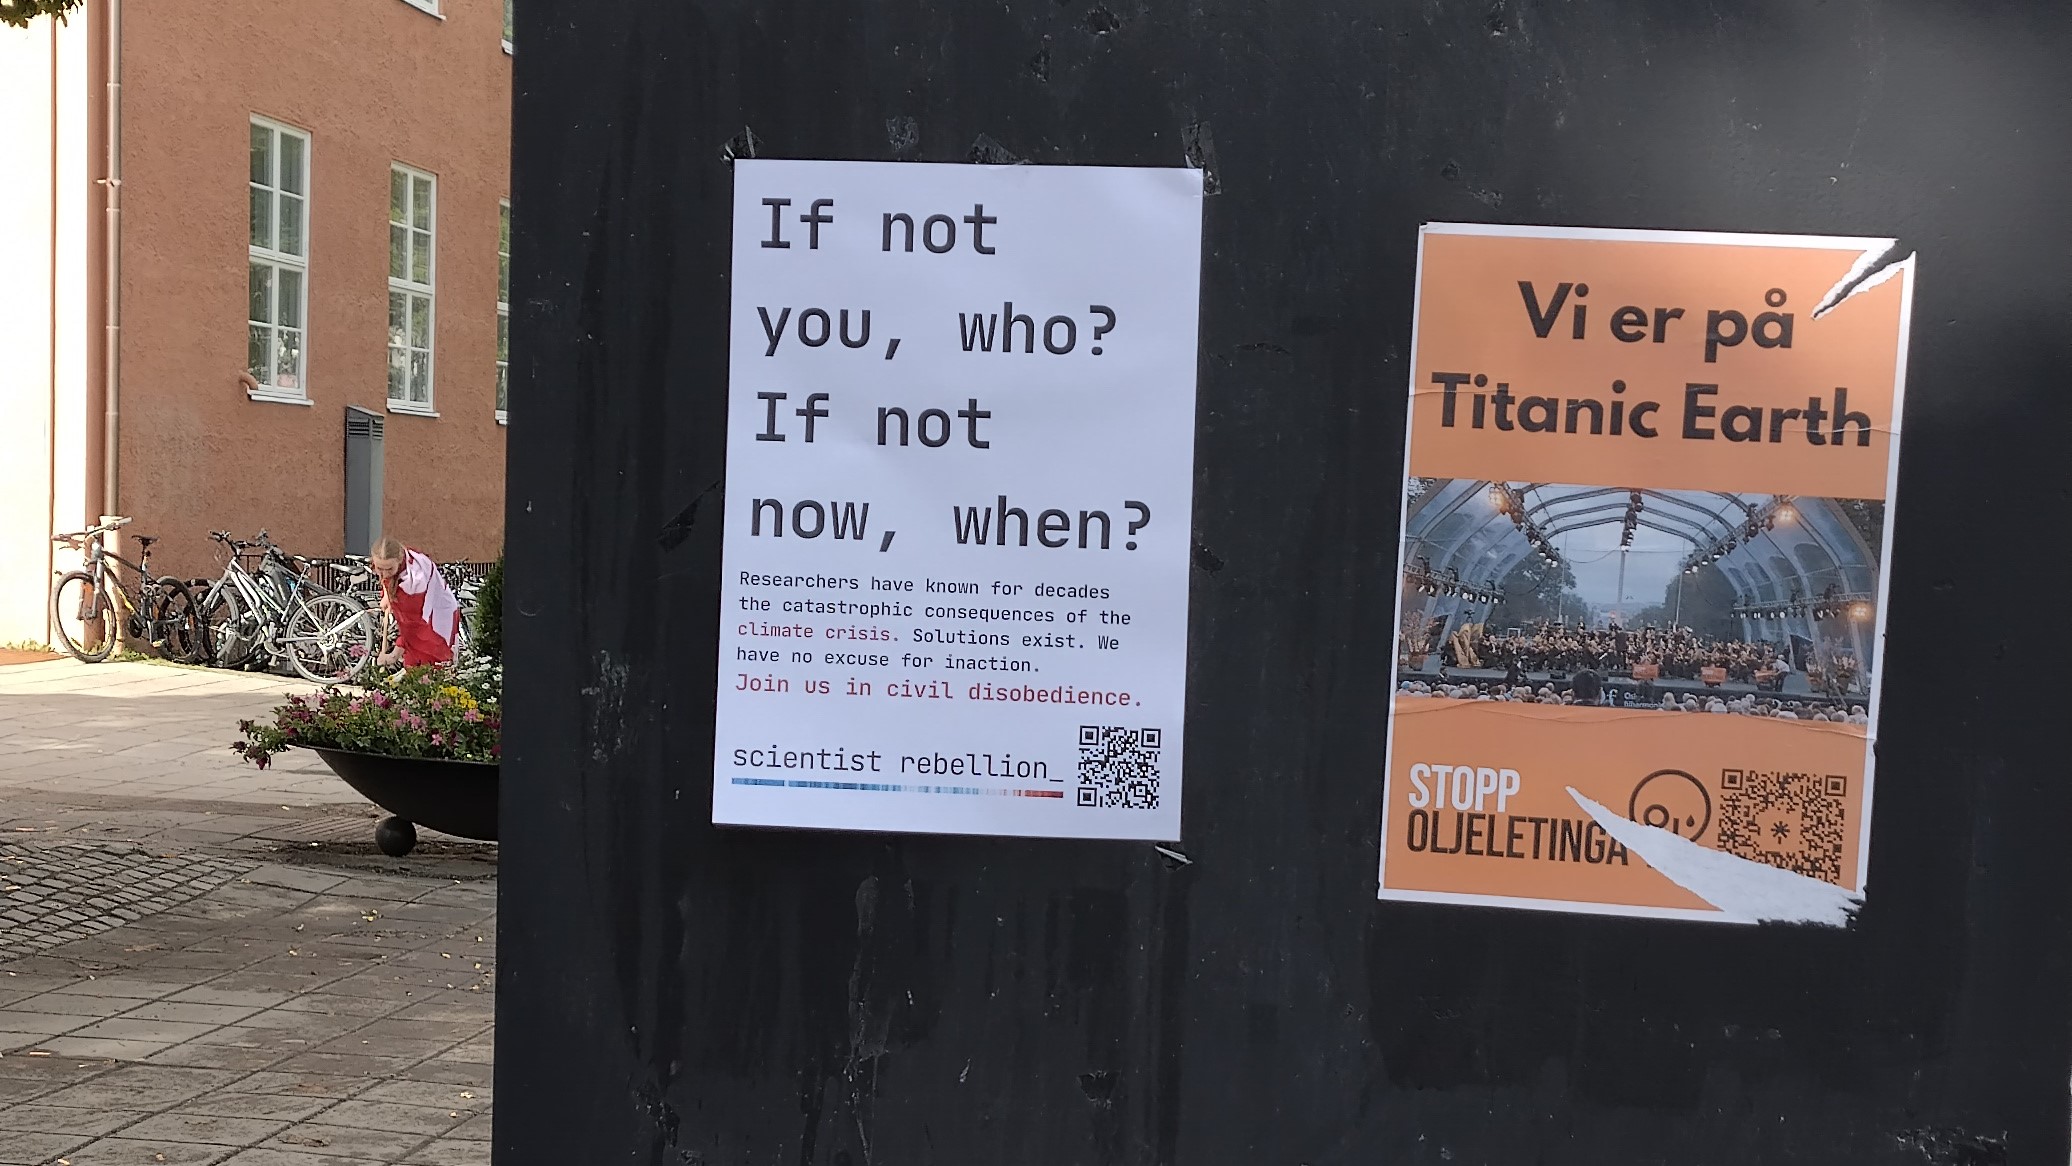 If not
you, who?
If not
now, when?
Researchers have known for decades
the catastrophic consequences of the
climate crisis. Solutions exist. We
have no excuse for inaction.
Join us in civil disobedience.
scientist rebellion_
Vi er på
Titanic Earth
STOPP
OLJELETINGA